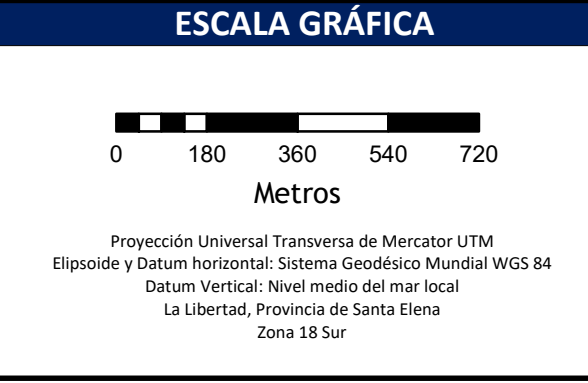 ESCALA GRÁFICA
0 180 360 540 720
Metros
Proyección Universal Transversa de Mercator UTM
Elipsoide y Datum horizontal: Sistema Geodésico Mundial WGS 84
Datum Vertical: Nivel medio del mar local
La Libertad, Provincia de Santa Elena
Zona 18 Sur